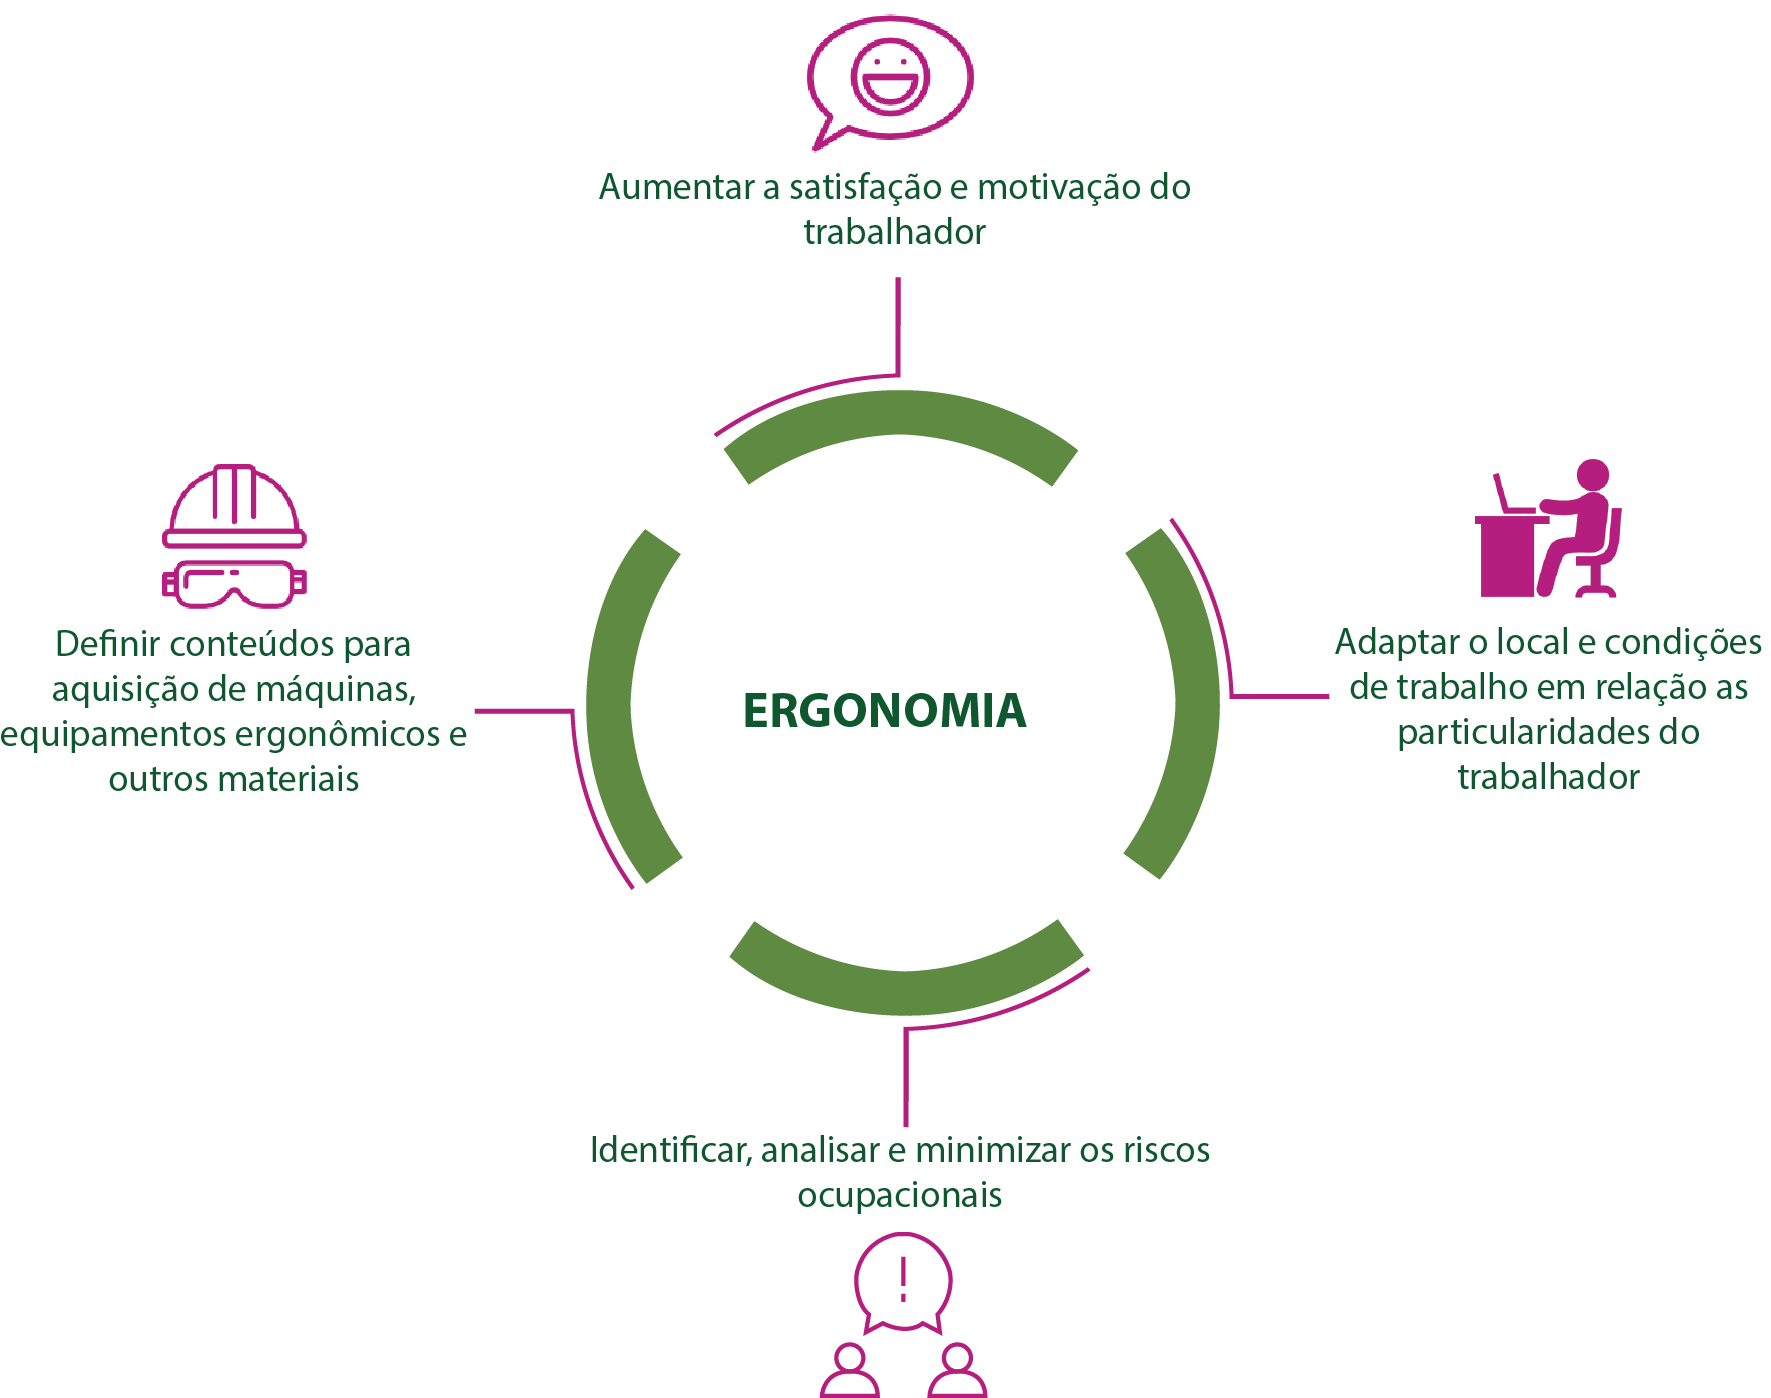 Aumentar a satisfação e motivação do
trabalhador
Definir conteúdos para
aquisição de máquinas,
equipamentos ergonômicos e
outros materiais
ERGONOMIA
Adaptar o local e condições
de trabalho em relação as
particularidades do
trabalhador
Identificar, analisar e minimizar os riscos
ocupacionais